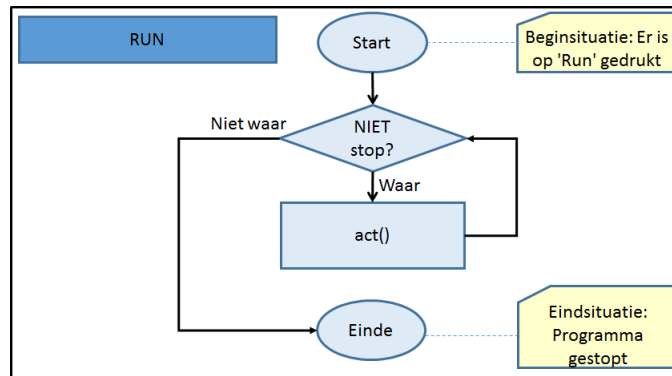 RUN
Start
Beginsituatie: Er is
op 'Run' gedrukt
Niet waar
NIET
stop?
Waar
act()
Einde
Eindsituatie:
Programma
gestopt